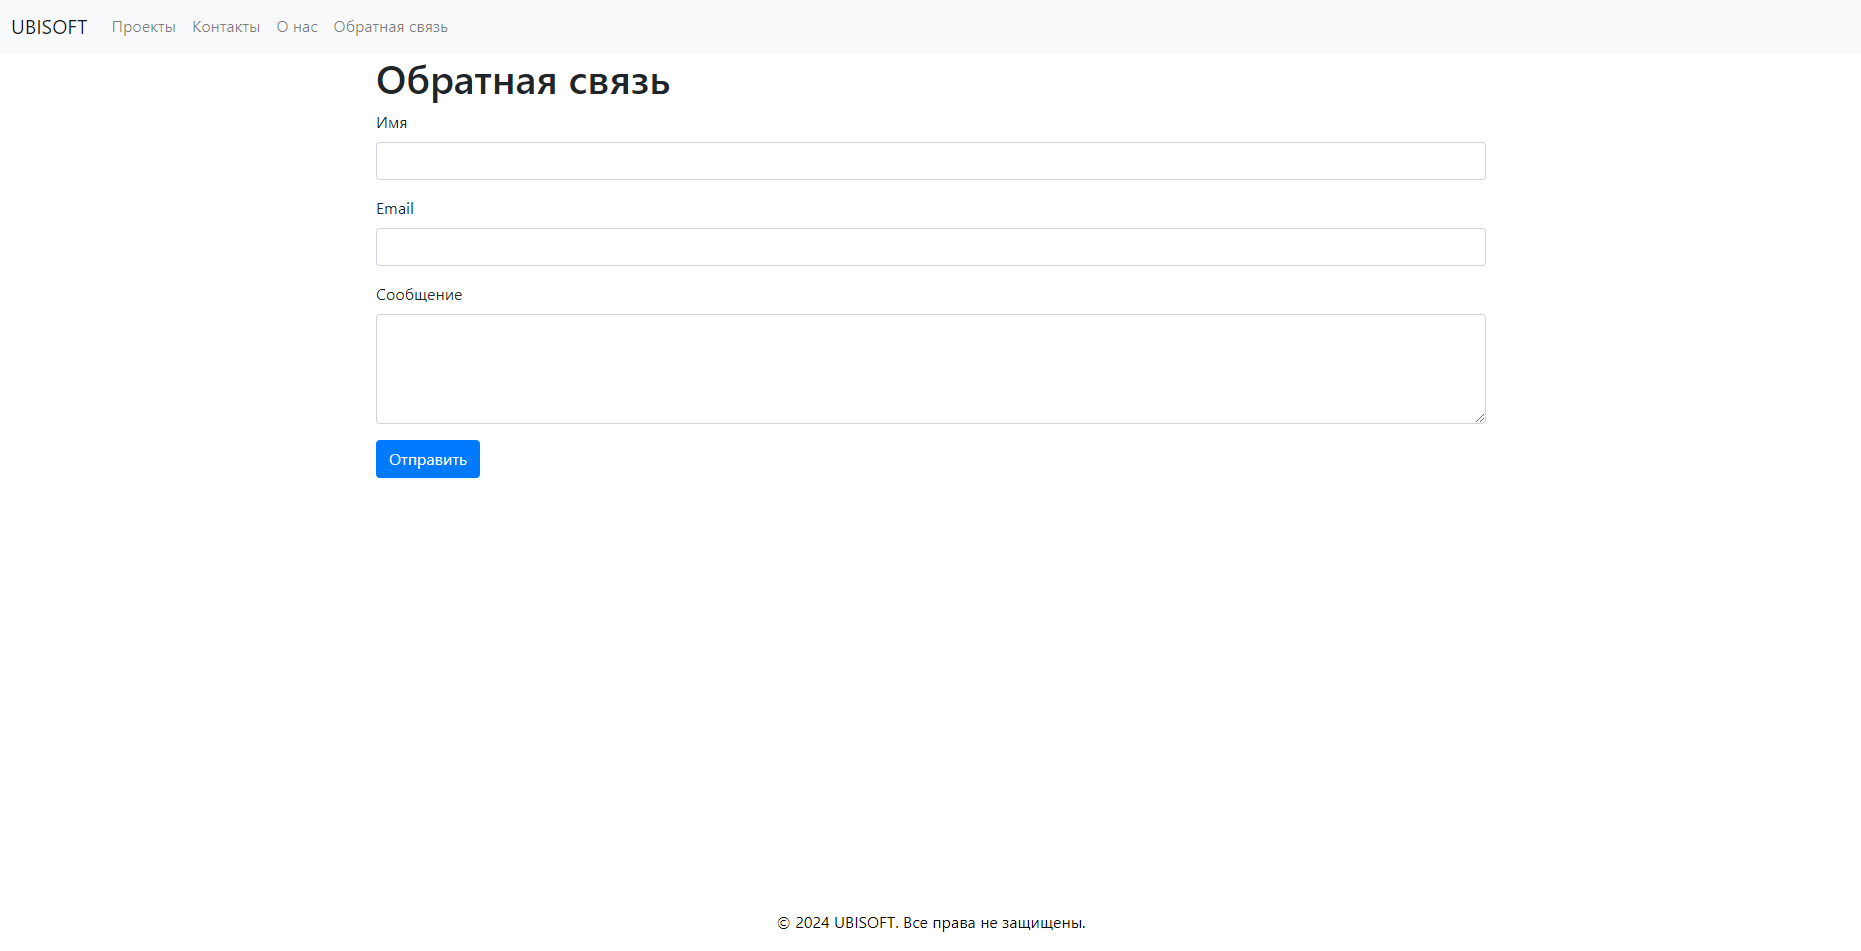 UBISOFT Проекты Контакты О нас Обратная связь
Обратная связь
Имя
Email
Сообщение
Отправить
© 2024 UBISOFT. Все права не защищены.